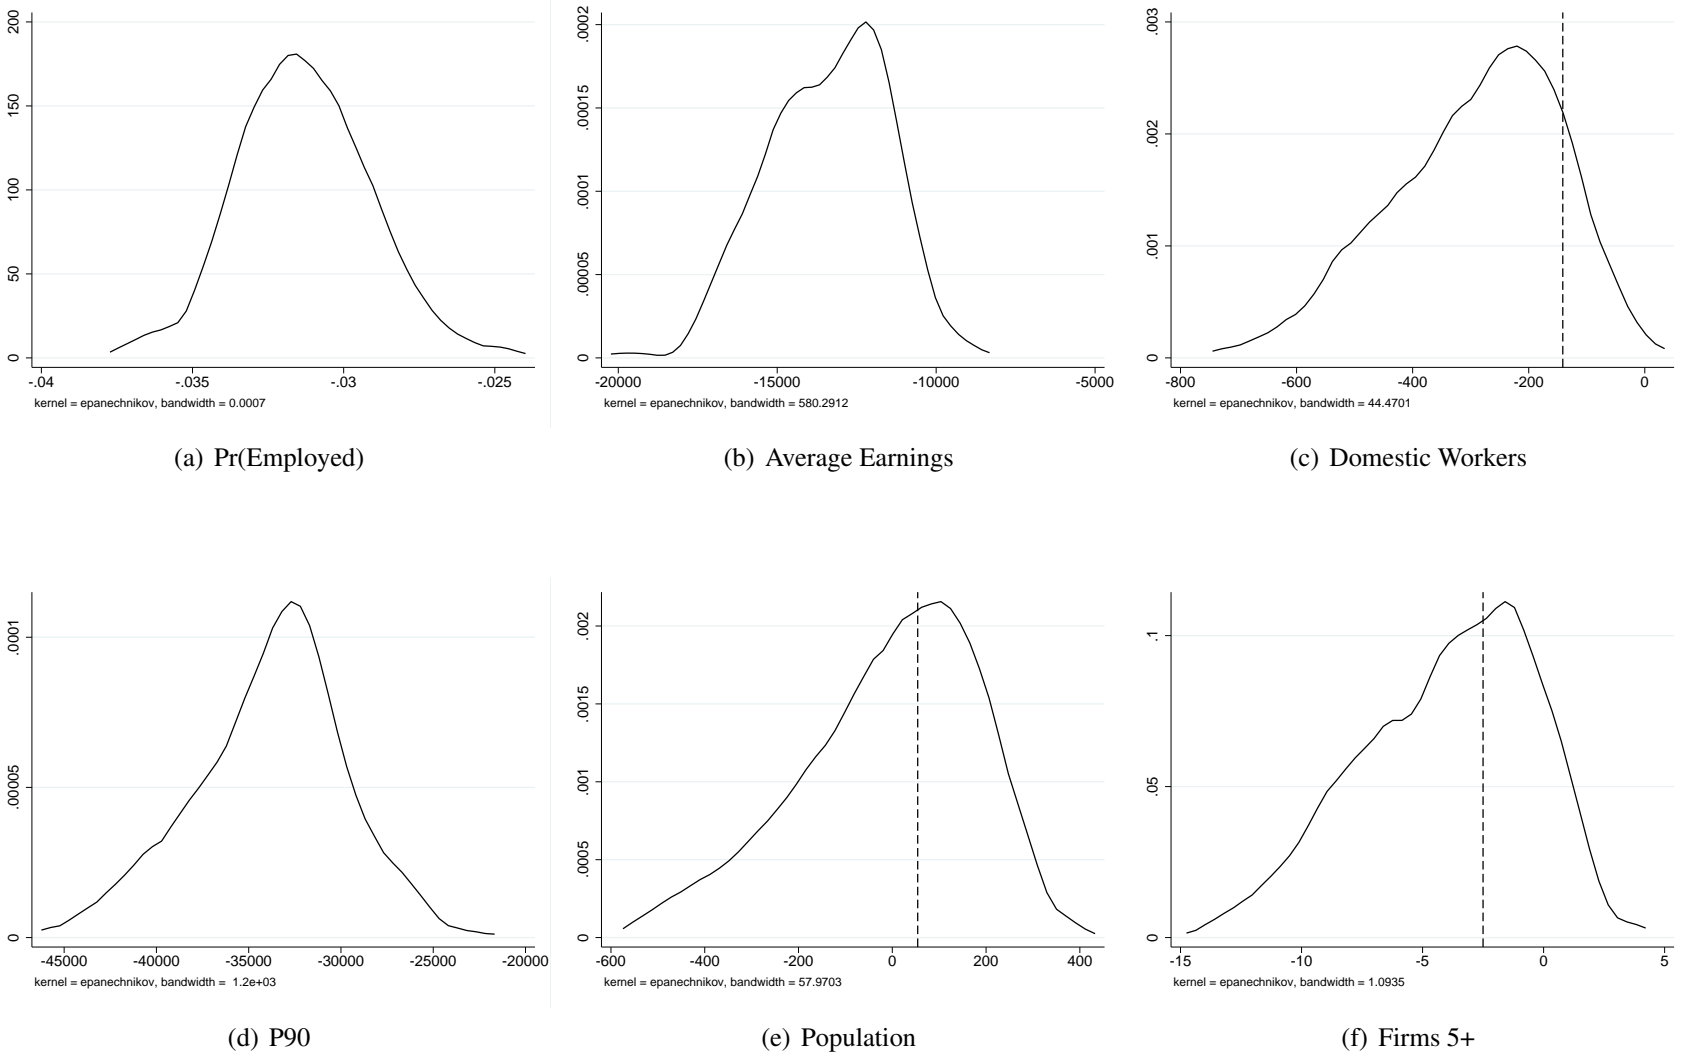 200
150
100
50
0
-.04 -.035 -.03 -.025
kernel = epanechnikov, bandwidth = 0.0007
(a) Pr(Employed)
.0002
.00015
.0001
.00005
0
-20000 -15000 -10000 -5000
kernel = epanechnikov, bandwidth = 580.2912
(b) Average Earnings
.003
.002
.001
0
-800 -600 -400 -200 0
kernel = epanechnikov, bandwidth = 44.4701
(c) Domestic Workers
.0001
.00005
0
-45000 -40000 -35000 -30000 -25000 -20000
kernel = epanechnikov, bandwidth = 1.2e+03
(d) P90
.002
.0015
.001
.0005
0
-600 -400 -200 0 200 400
kernel = epanechnikov, bandwidth = 57.9703
(e) Population
.1
.05
0
-15 -10 -5 0 5
kernel = epanechnikov, bandwidth = 1.0935
(f) Firms 5+